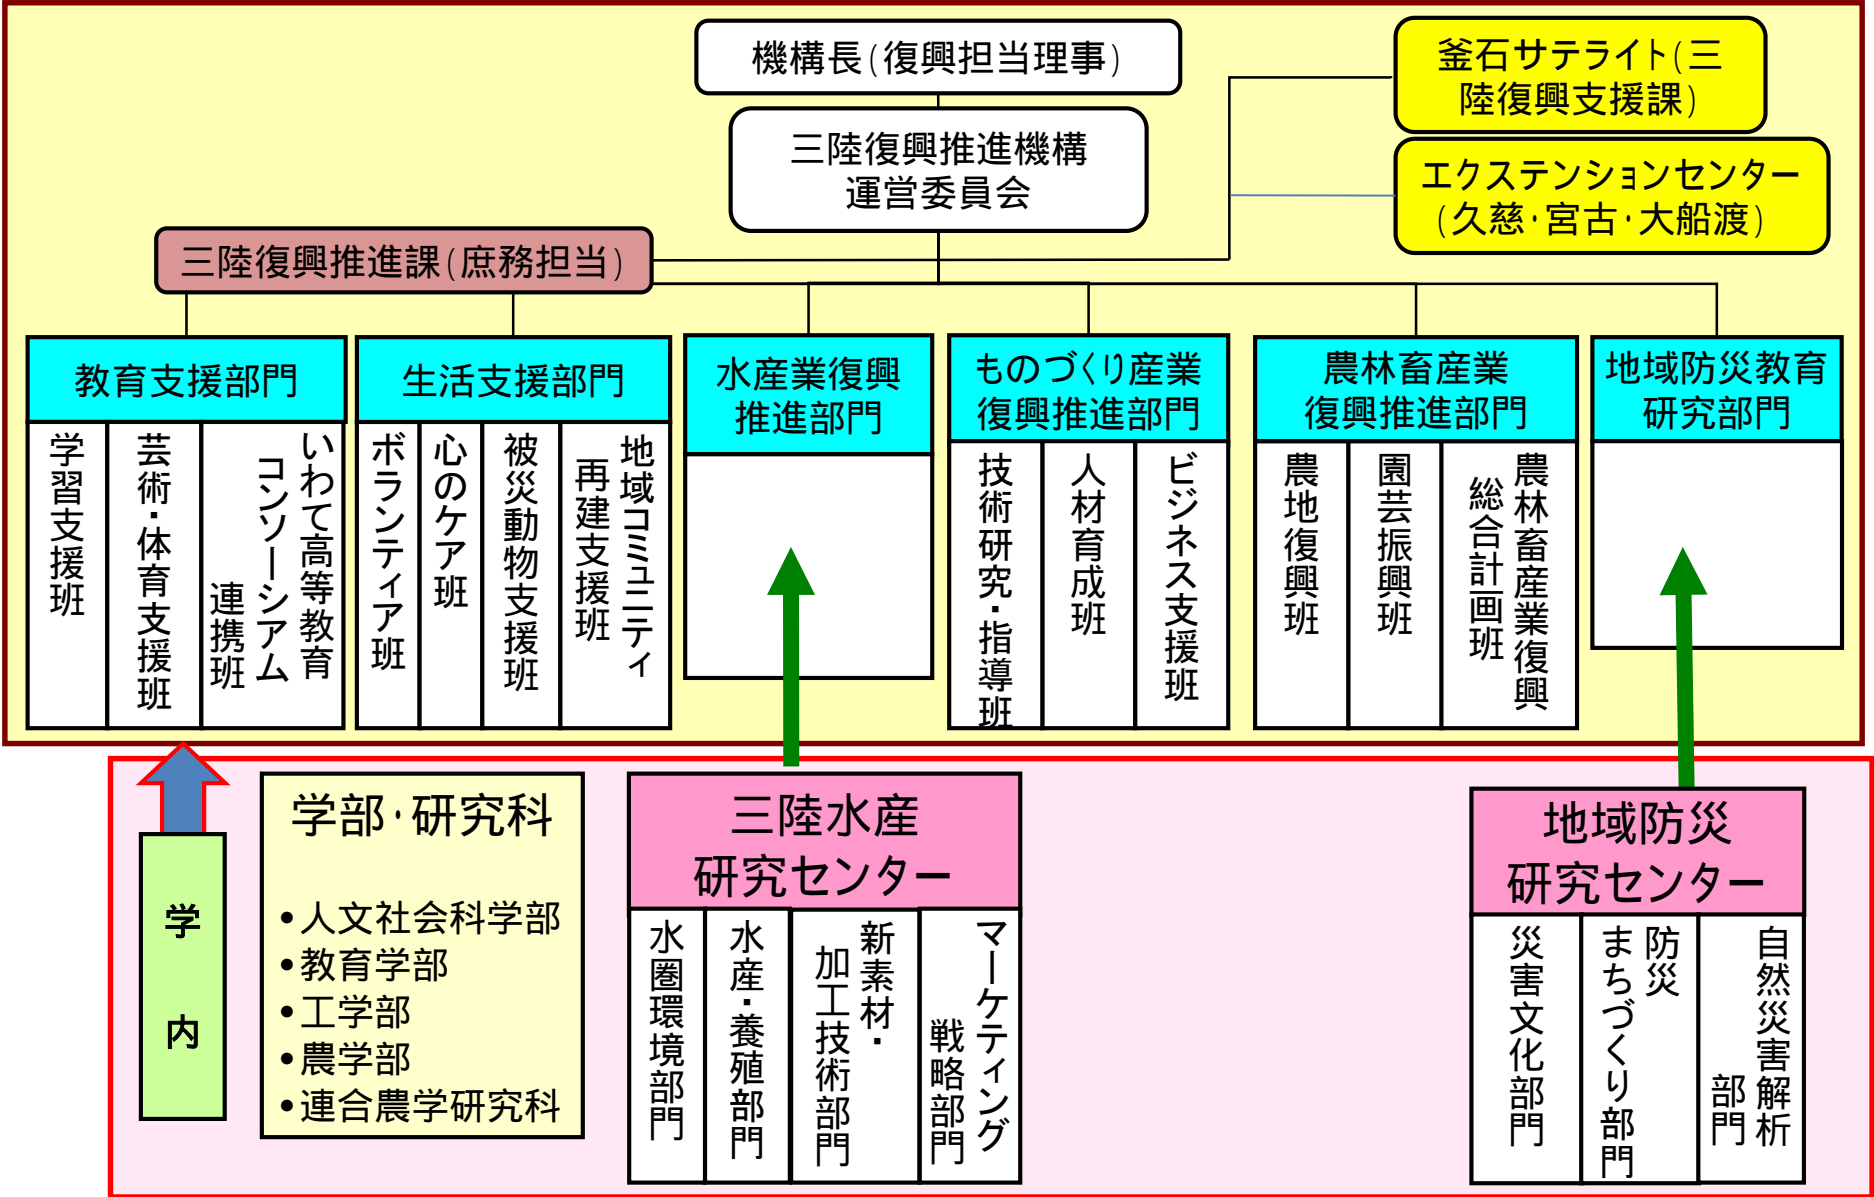 機構長(復興担当理事)
三陸復興推進機構
運営委員会
釜石サテライト(三
陸復興支援課)
エクステンションセンター
(久慈・宮古・大船渡)
三陸復興推進課(庶務担当)
教育支援部門
学習支援班
芸術・体育支援班
いわて高等教育
コンソーシアム
連携班
生活支援部門
ボランティア班
心のケア班
被災動物支援班
地域コミュニティ
再建支援班
水産業復興
推進部門
ものづくり産業
復興推進部門
技術研究・指導班
人材育成班
ビジネス支援班
農林畜産業
復興推進部門
農地復興班
園芸振興班
農林畜産業復興
総合計画班
地域防災教育
研究部門
学内
学部・研究科
•人文社会科学部
•教育学部
•工学部
•農学部
•連合農学研究科
三陸水産
研究センター
水圏環境部門
水産・養殖部門
新素材・
加工技術部門
マーケティング
戦略部門
地域防災
研究センター
災害文化部門
防災
まちづくり部門
自然災害解析
部門